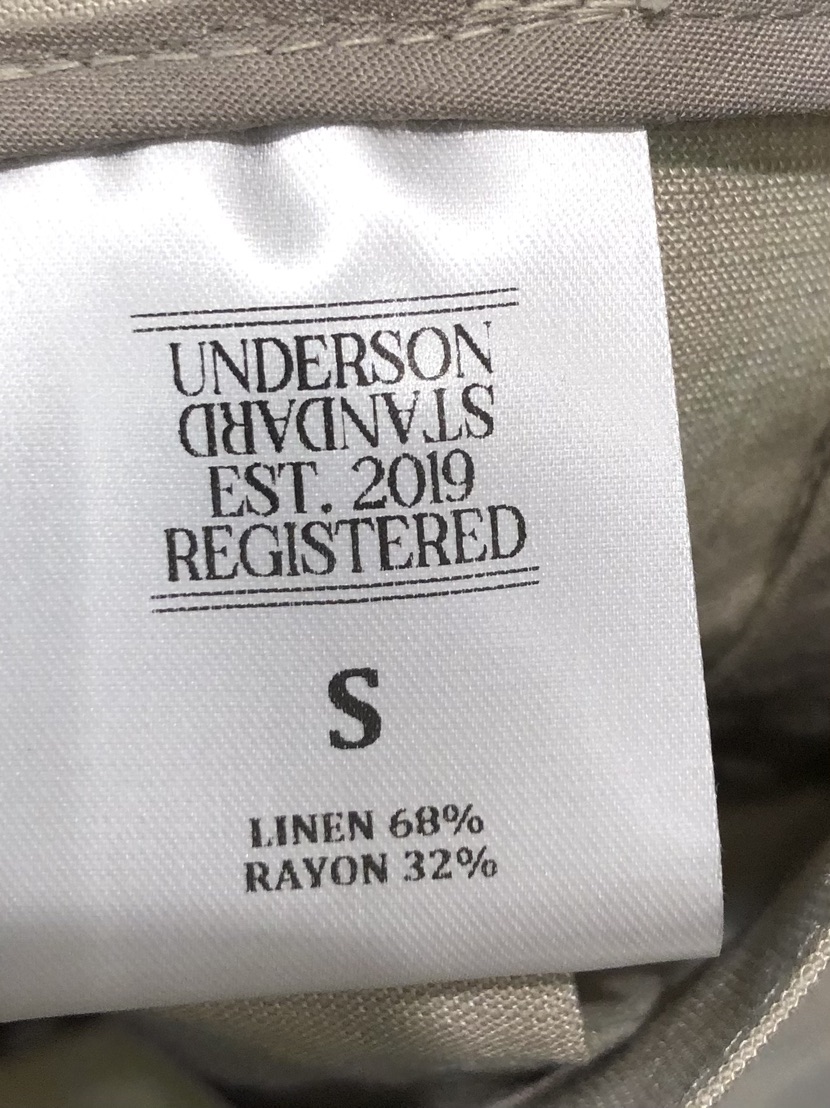 UNDERSON
STANDARD
EST. 2019
REGISTERED
S
LINEN 68%
RAYON 32%